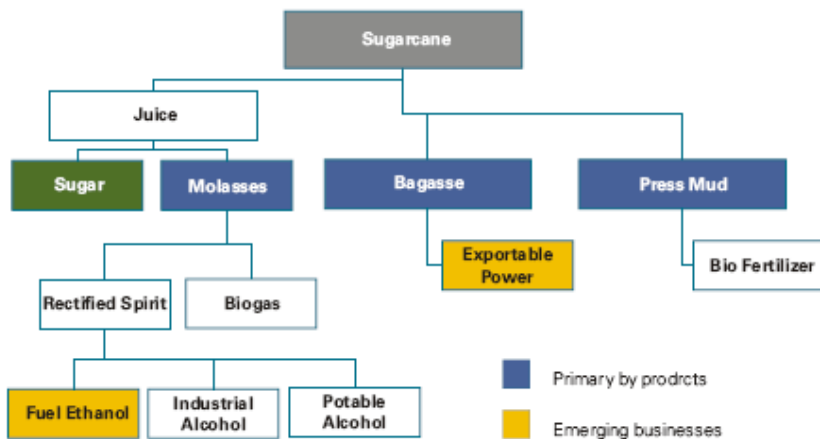 Sugarcane
Juice
Sugar
Molasses
Bagasse
Press Mud
Exportable
Power
Bio Fertilizer
Rectified Spirit
Biogas
Fuel Ethanol
Industrial
Alcohol
Potable
Alcohol
Primary by prodrcts
Emerging businesses